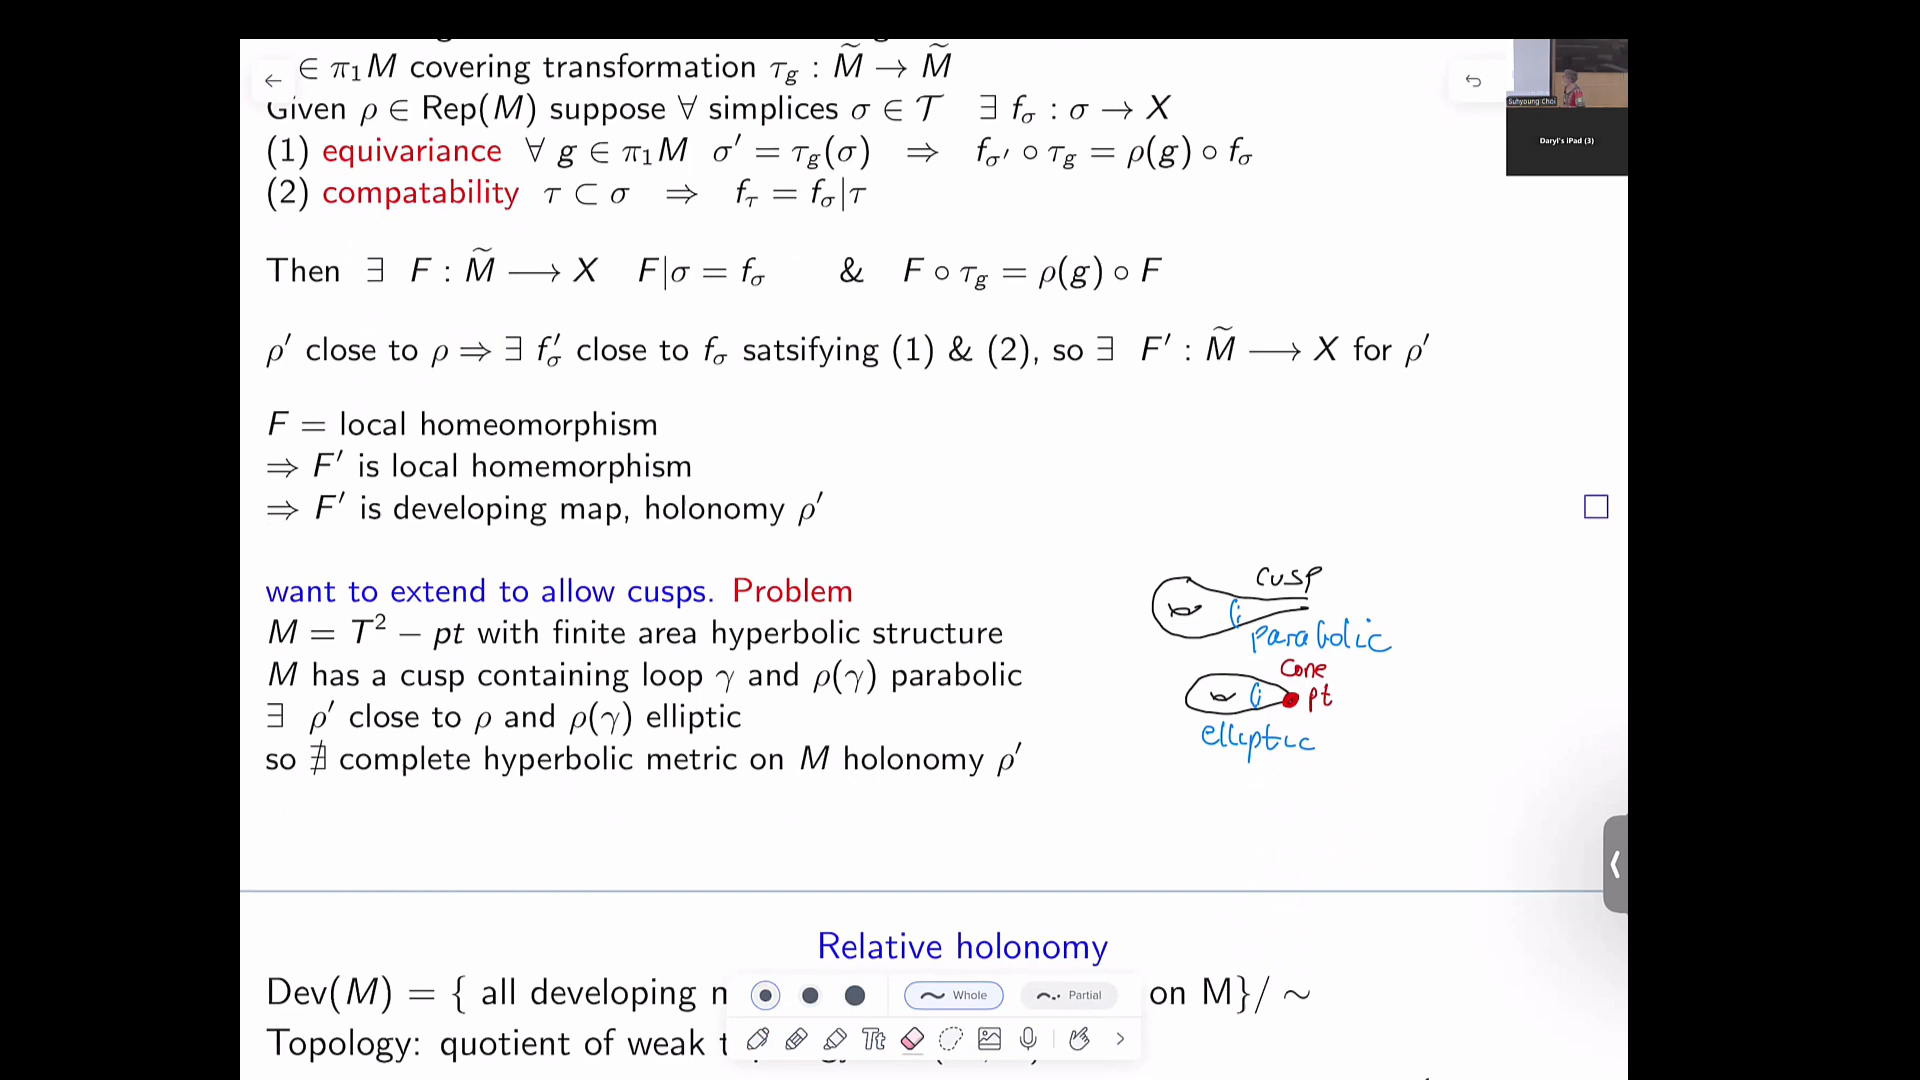 ∈ π₁M covering transformation τ_g : M̃ → M̃
Given ρ ∈ Rep(M) suppose ∀ simplices σ ∈ 𝒯 ∃ f_σ : σ → X
(1) equivariance ∀ g ∈ π₁M σ′ = τ_g(σ) ⇒ f_σ′ ∘ τ_g = ρ(g) ∘ f_σ
(2) compatability τ ⊂ σ ⇒ f_τ = f_σ|τ
Then ∃ F : M̃ ⟶ X F|σ = f_σ & F ∘ τ_g = ρ(g) ∘ F
ρ′ close to ρ ⇒ ∃ f′_σ close to f_σ satsifying (1) & (2), so ∃ F′ : M̃ ⟶ X for ρ′
F = local homeomorphism
⇒ F′ is local homemorphism
⇒ F′ is developing map, holonomy ρ′
□
want to extend to allow cusps. Problem
M = T² − pt with finite area hyperbolic structure
M has a cusp containing loop γ and ρ(γ) parabolic
∃ ρ′ close to ρ and ρ(γ) elliptic
so ∄ complete hyperbolic metric on M holonomy ρ′
cusp
parabolic
cone
pt
elliptic
Relative holonomy
Dev(M) = { all developing on M}/ ∼
Topology: quotient of weak
Whole
Partial
Tt
Suhyoung Choi
Daryl's iPad (3)